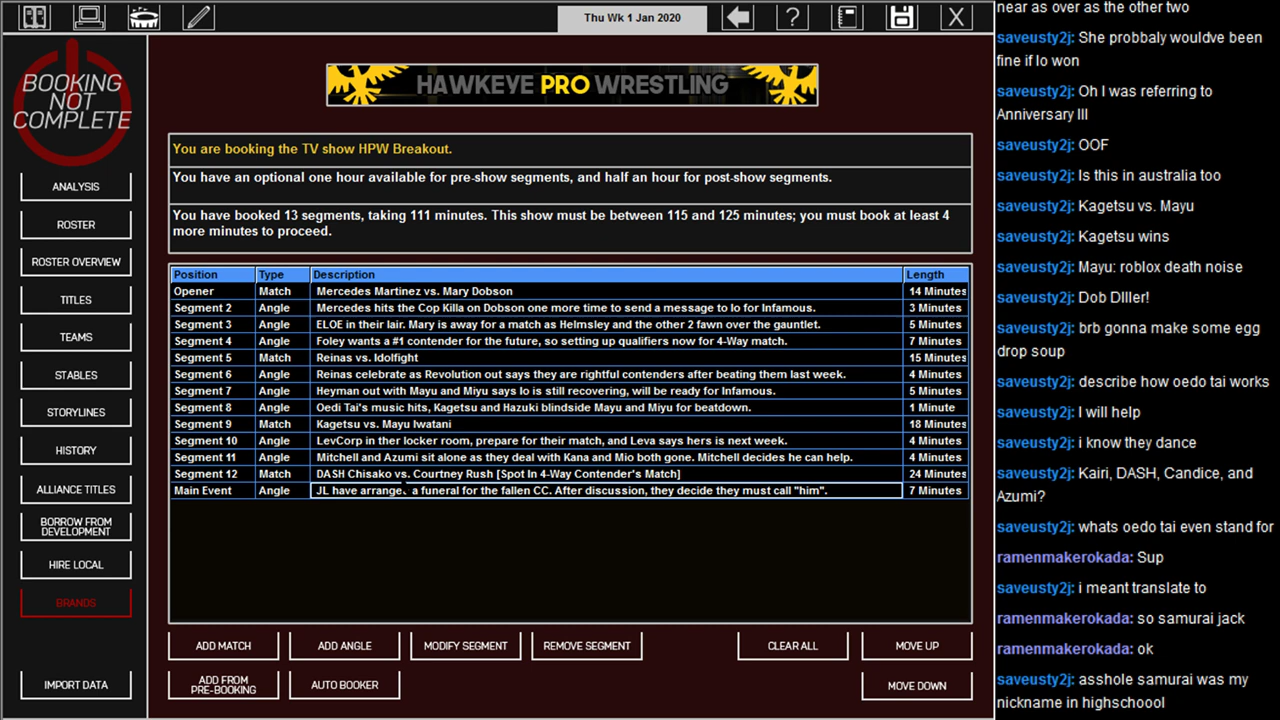 Thu Wk 1 Jan 2020
?
X
near as over as the other two
saveusty2j: She probbaly wouldve been
fine if Io won
saveusty2j: Oh I was referring to
Anniversary III
saveusty2j: OOF
saveusty2j: Is this in australia too
saveusty2j: Kagetsu vs. Mayu
saveusty2j: Kagetsu wins
saveusty2j: Mayu: roblox death noise
saveusty2j: Dob DIller!
saveusty2j: brb gonna make some egg
drop soup
saveusty2j: describe how oedo tai works
saveusty2j: I will help
saveusty2j: i know they dance
saveusty2j: Kairi, DASH, Candice, and
Azumi?
saveusty2j: whats oedo tai even stand for
ramenmakerokada: Sup
saveusty2j: i meant translate to
ramenmakerokada: so samurai jack
ramenmakerokada: ok
saveusty2j: asshole samurai was my
nickname in highschoool
BOOKING
NOT
COMPLETE
ANALYSIS
ROSTER
ROSTER OVERVIEW
TITLES
TEAMS
STABLES
STORYLINES
HISTORY
ALLIANCE TITLES
BORROW FROM
DEVELOPMENT
HIRE LOCAL
BRANDS
IMPORT DATA
HAWKEYE PRO WRESTLING
You are booking the TV show HPW Breakout.
You have an optional one hour available for pre-show segments, and half an hour for post-show segments.
You have booked 13 segments, taking 111 minutes. This show must be between 115 and 125 minutes; you must book at least 4
more minutes to proceed.
Position Type Description Length
Opener Match Mercedes Martinez vs. Mary Dobson 14 Minutes
Segment 2 Angle Mercedes hits the Cop Killa on Dobson one more time to send a message to Io for Infamous. 3 Minutes
Segment 3 Angle ELOE in their lair. Mary is away for a match as Helmsley and the other 2 fawn over the gauntlet. 5 Minutes
Segment 4 Angle Foley wants a #1 contender for the future, so setting up qualifiers now for 4-Way match. 7 Minutes
Segment 5 Match Reinas vs. Idolfight 15 Minutes
Segment 6 Angle Reinas celebrate as Revolution out says they are rightful contenders after beating them last week. 4 Minutes
Segment 7 Angle Heyman out with Mayu and Miyu says Io is still recovering, will be ready for Infamous. 5 Minutes
Segment 8 Angle Oedi Tai's music hits, Kagetsu and Hazuki blindside Mayu and Miyu for beatdown. 1 Minute
Segment 9 Match Kagetsu vs. Mayu Iwatani 18 Minutes
Segment 10 Angle LevCorp in ther locker room, prepare for their match, and Leva says hers is next week. 4 Minutes
Segment 11 Angle Mitchell and Azumi sit alone as they deal with Kana and Mio both gone. Mitchell decides he can help. 4 Minutes
Segment 12 Match DASH Chisako vs. Courtney Rush [Spot In 4-Way Contender's Match] 24 Minutes
Main Event Angle JL have arranged a funeral for the fallen CC. After discussion, they decide they must call "him". 7 Minutes
ADD MATCH
ADD ANGLE
MODIFY SEGMENT
REMOVE SEGMENT
CLEAR ALL
MOVE UP
ADD FROM
PRE-BOOKING
AUTO BOOKER
MOVE DOWN